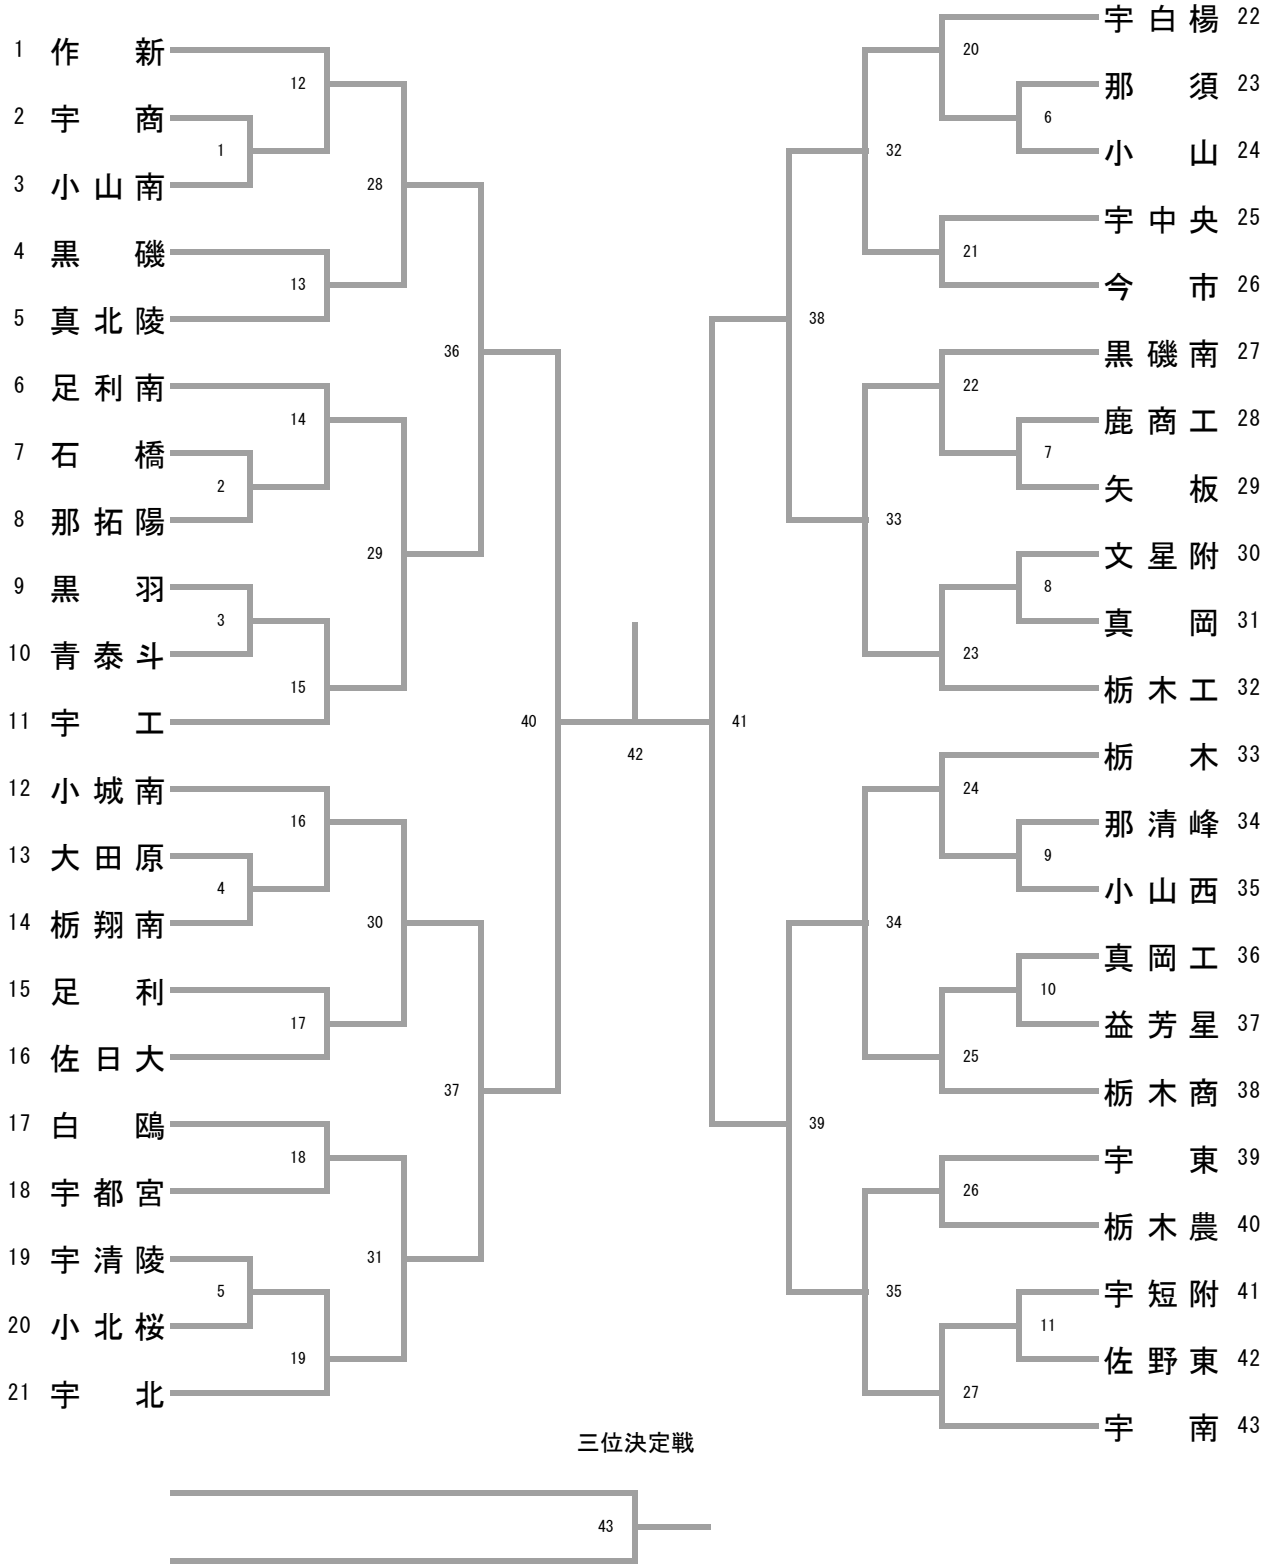 1 作新
2 宇商
3 小山南
4 黒磯
5 真北陵
6 足利南
7 石橋
8 那拓陽
9 黒羽
10 青泰斗
11 宇工
12 小城南
13 大田原
14 栃翔南
15 足利
16 佐日大
17 白鴎
18 宇都宮
19 宇清陵
20 小北桜
21 宇北
12
1
28
13
36
14
2
29
3
15
40
16
4
30
17
37
18
31
5
19
42
宇白楊 22
那須 23
小山 24
宇中央 25
今市 26
黒磯南 27
鹿商工 28
矢板 29
文星附 30
真岡 31
栃木工 32
栃木 33
那清峰 34
小山西 35
真岡工 36
益芳星 37
栃木商 38
宇東 39
栃木農 40
宇短附 41
佐野東 42
宇南 43
20
6
32
21
38
22
7
33
8
23
41
24
9
34
10
25
39
26
35
11
27
三位決定戦
43